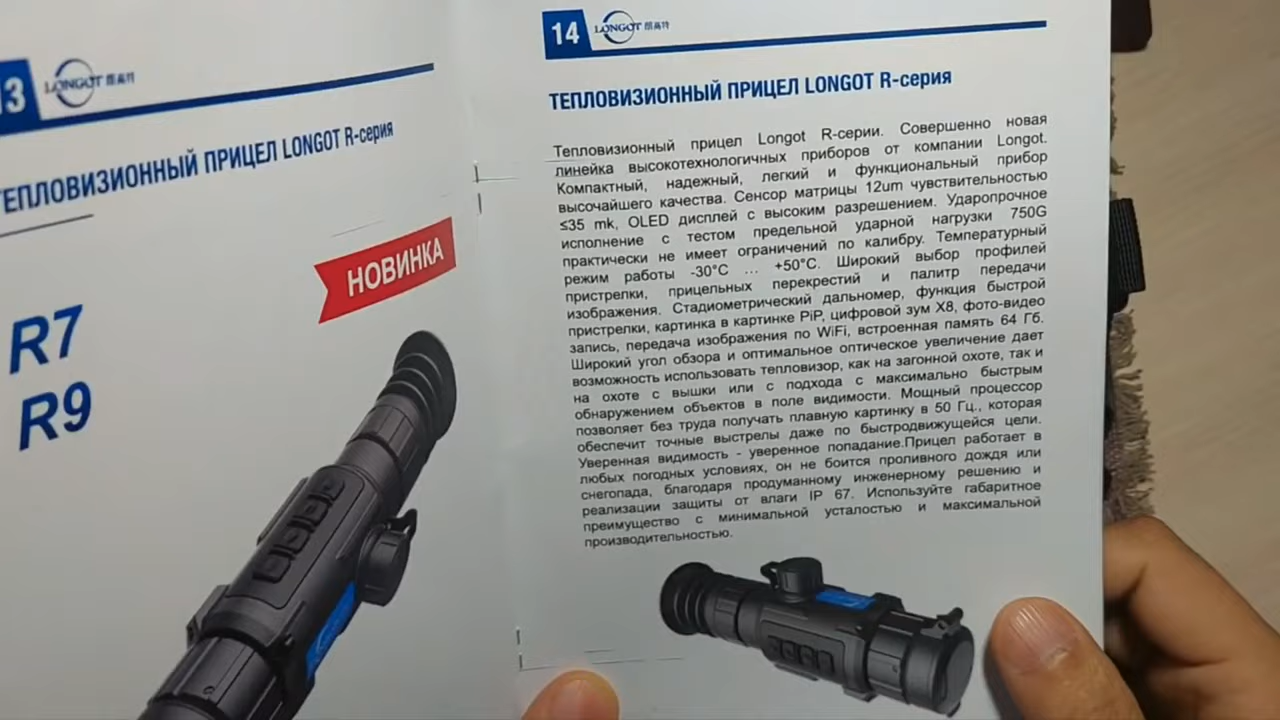 13
LONGOT 朗高特
ТЕПЛОВИЗИОННЫЙ ПРИЦЕЛ LONGOT R-серия
НОВИНКА
R7
R9
14
LONGOT 朗高特
ТЕПЛОВИЗИОННЫЙ ПРИЦЕЛ LONGOT R-серия
Тепловизионный прицел Longot R-серии. Совершенно новая
линейка высокотехнологичных приборов от компании Longot.
Компактный, надежный, легкий и функциональный прибор
высочайшего качества. Сенсор матрицы 12um чувствительностью
≤35 mk, OLED дисплей с высоким разрешением. Ударопрочное
исполнение с тестом предельной ударной нагрузки 750G
практически не имеет ограничений по калибру. Температурный
режим работы -30°C ... +50°C. Широкий выбор профилей
пристрелки, прицельных перекрестий и палитр передачи
изображения. Стадиометрический дальномер, функция быстрой
пристрелки, картинка в картинке PiP, цифровой зум X8, фото-видео
запись, передача изображения по WiFi, встроенная память 64 Гб.
Широкий угол обзора и оптимальное оптическое увеличение дает
возможность использовать тепловизор, как на загонной охоте, так и
на охоте с вышки или с подхода с максимально быстрым
обнаружением объектов в поле видимости. Мощный процессор
позволяет без труда получать плавную картинку в 50 Гц., которая
обеспечит точные выстрелы даже по быстродвижущейся цели.
Уверенная видимость - уверенное попадание.Прицел работает в
любых погодных условиях, он не боится проливного дождя или
снегопада, благодаря продуманному инженерному решению и
реализации защиты от влаги IP 67. Используйте габаритное
преимущество с минимальной усталостью и максимальной
производительностью.